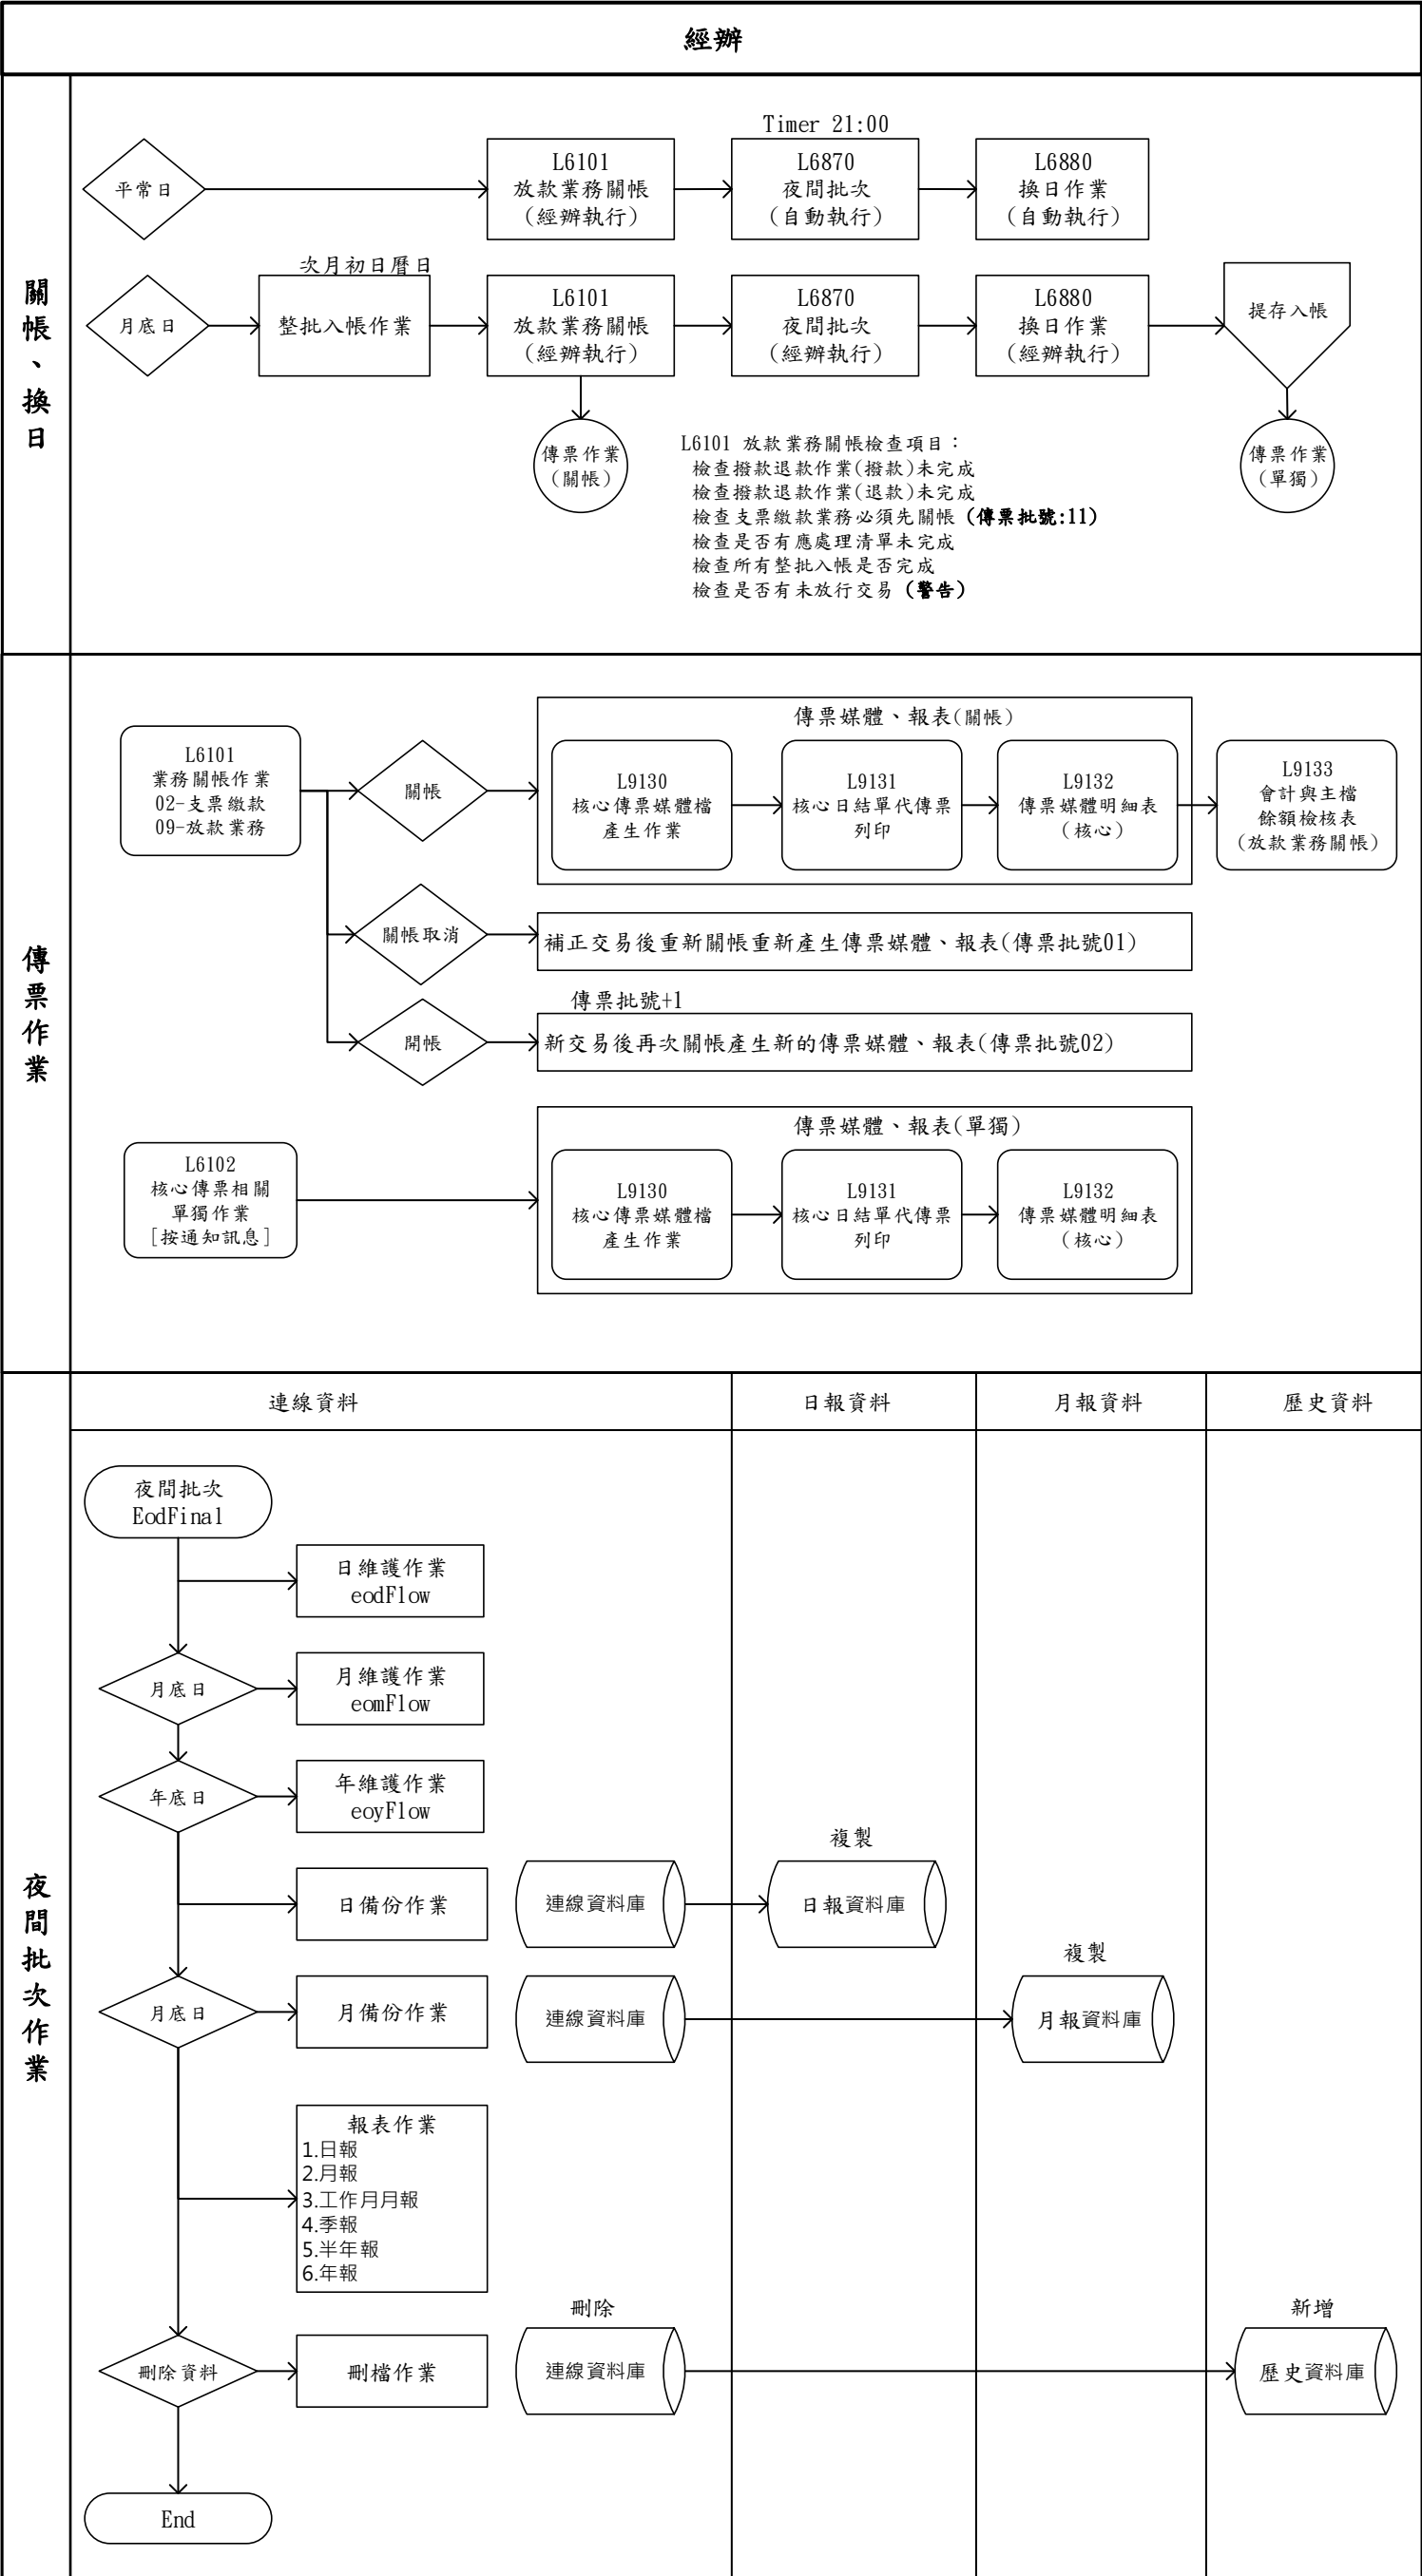 經辦
關帳、換日
平常日
L6101
放款業務關帳
(經辦執行)
Timer 21:00
L6870
夜間批次
(自動執行)
L6880
換日作業
(自動執行)
月底日
次月初日曆日
整批入帳作業
L6101
放款業務關帳
(經辦執行)
L6870
夜間批次
(經辦執行)
L6880
換日作業
(經辦執行)
提存入帳
傳票作業
(關帳)
傳票作業
(單獨)
L6101 放款業務關帳檢查項目：
檢查撥款退款作業(撥款)未完成
檢查撥款退款作業(退款)未完成
檢查支票繳款業務必須先關帳(傳票批號:11)
檢查是否有應處理清單未完成
檢查所有整批入帳是否完成
檢查是否有未放行交易(警告)
傳票作業
L6101
業務關帳作業
02-支票繳款
09-放款業務
關帳
傳票媒體、報表(關帳)
L9130
核心傳票媒體檔
產生作業
L9131
核心日結單代傳票
列印
L9132
傳票媒體明細表
(核心)
L9133
會計與主檔
餘額檢核表
(放款業務關帳)
關帳取消
補正交易後重新關帳重新產生傳票媒體、報表(傳票批號01)
傳票批號+1
開帳
新交易後再次關帳產生新的傳票媒體、報表(傳票批號02)
L6102
核心傳票相關
單獨作業
[按通知訊息]
傳票媒體、報表(單獨)
L9130
核心傳票媒體檔
產生作業
L9131
核心日結單代傳票
列印
L9132
傳票媒體明細表
(核心)
夜間批次作業
連線資料
日報資料
月報資料
歷史資料
夜間批次
EodFinal
日維護作業
eodFlow
月底日
月維護作業
eomFlow
年底日
年維護作業
eoyFlow
日備份作業
連線資料庫
複製
日報資料庫
月底日
月備份作業
連線資料庫
複製
月報資料庫
報表作業
1.日報
2.月報
3.工作月月報
4.季報
5.半年報
6.年報
刪除資料
刪檔作業
刪除
連線資料庫
新增
歷史資料庫
End